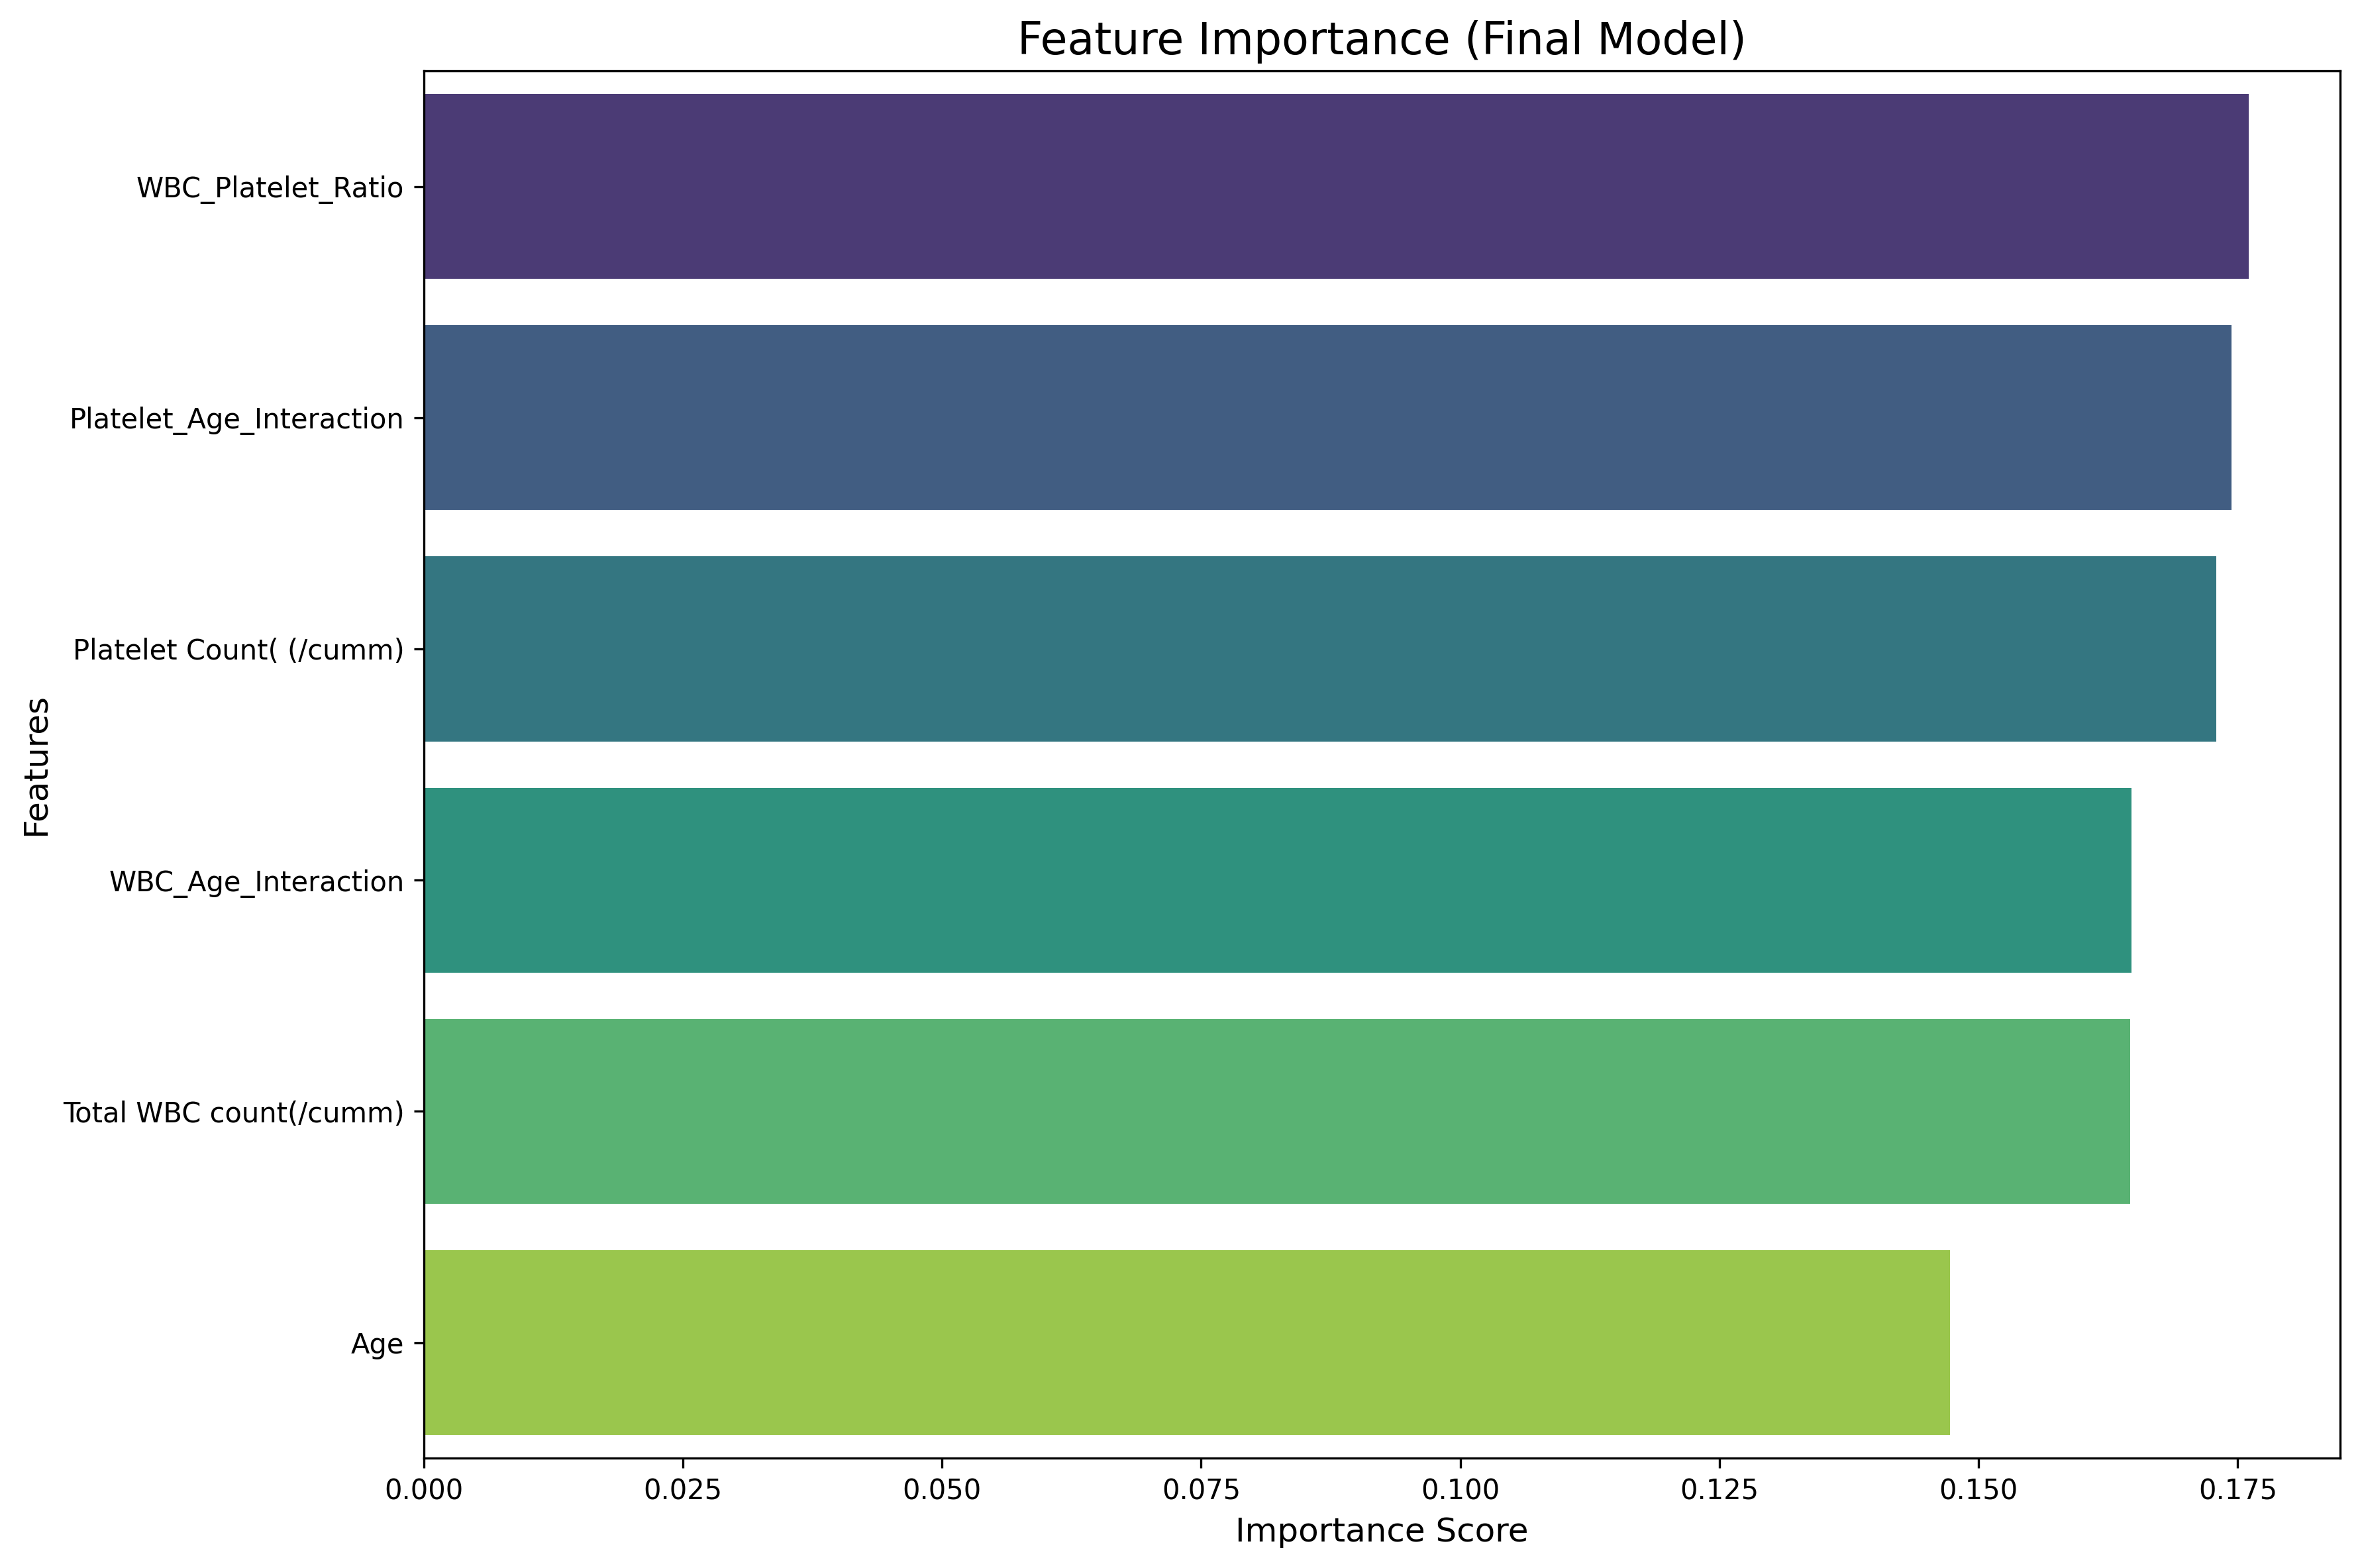 Feature Importance (Final Model)
WBC_Platelet_Ratio
Platelet_Age_Interaction
Platelet Count( (/cumm)
WBC_Age_Interaction
Total WBC count(/cumm)
Age
Features
0.000 0.025 0.050 0.075 0.100 0.125 0.150 0.175
Importance Score